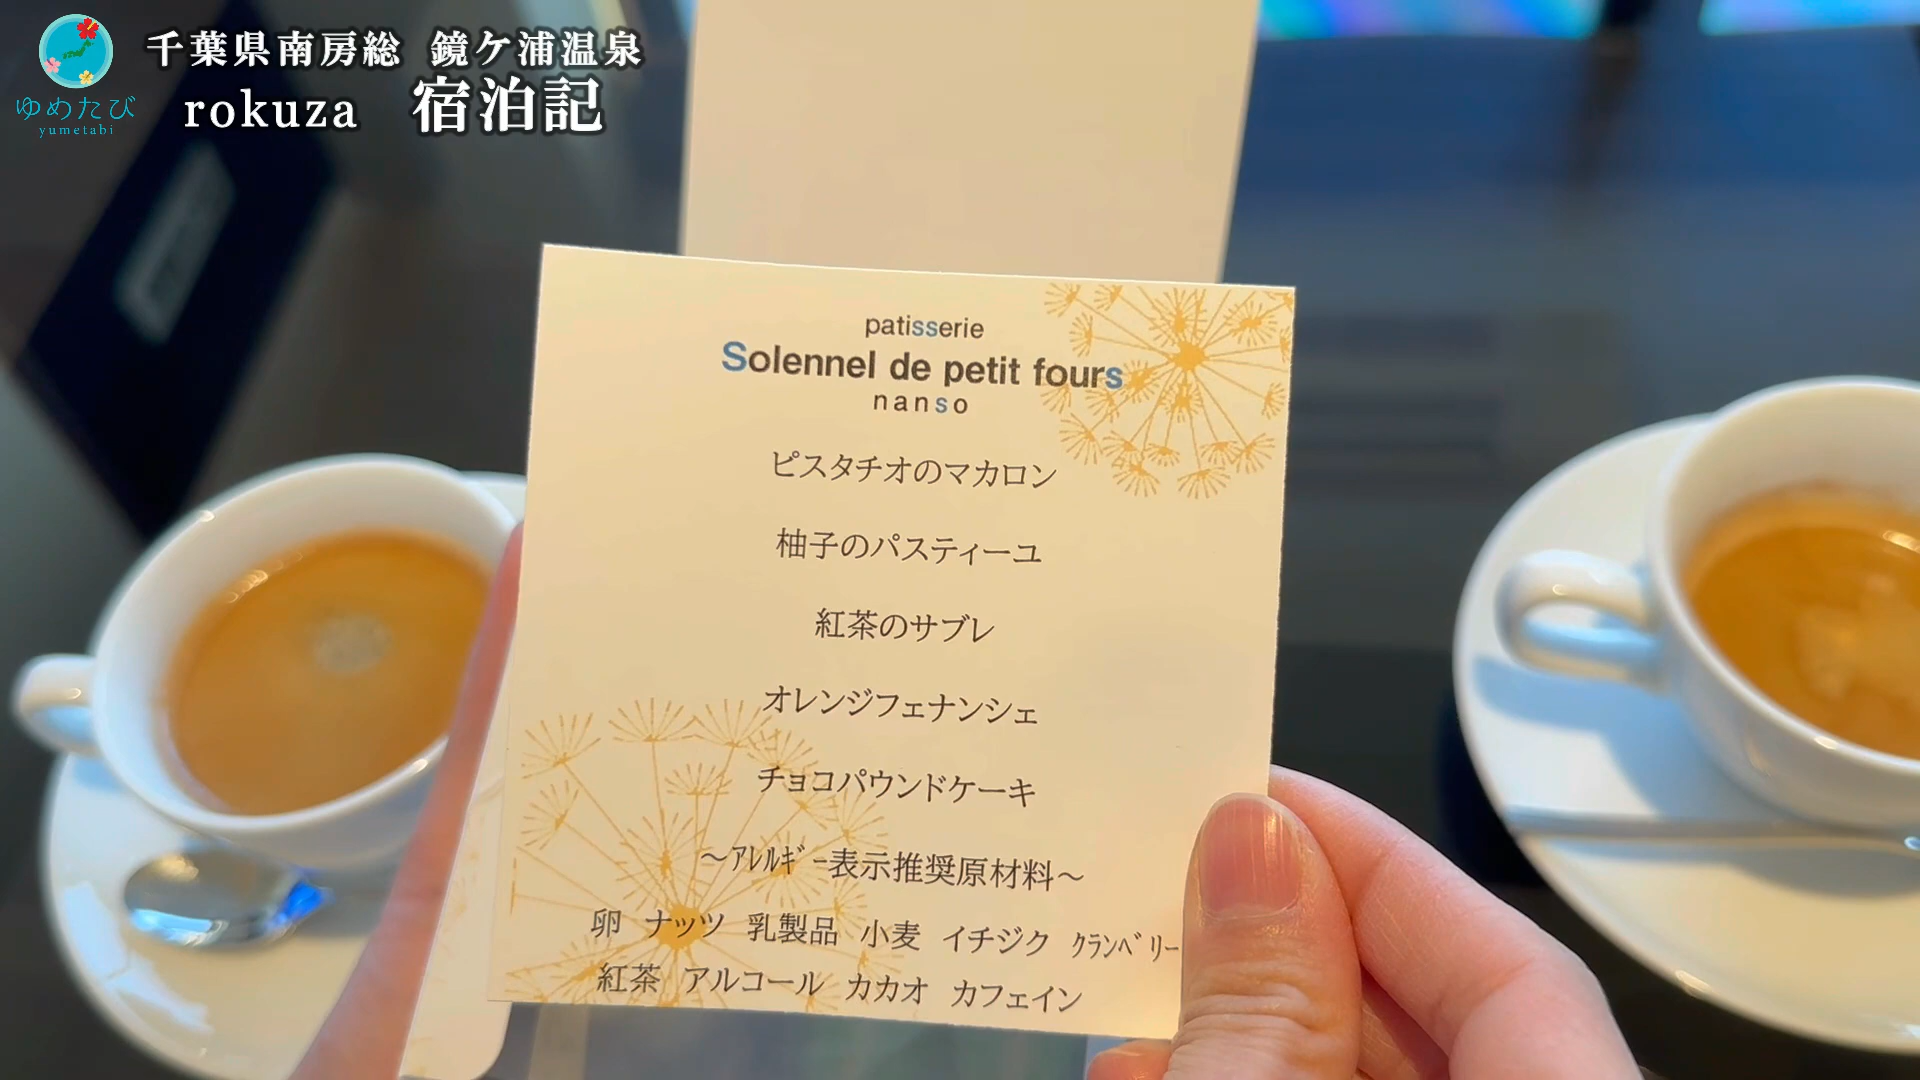 千葉県南房総 鏡ケ浦温泉
rokuza 宿泊記
ゆめたび
yumetabi
patisserie
Solennel de petit fours
nanso
ピスタチオのマカロン
柚子のパスティーユ
紅茶のサブレ
オレンジフェナンシェ
チョコパウンドケーキ
～ｱﾚﾙｷﾞｰ表示推奨原材料～
卵 ナッツ 乳製品 小麦 イチジク ｸﾗﾝﾍﾞﾘｰ
紅茶 アルコール カカオ カフェイン